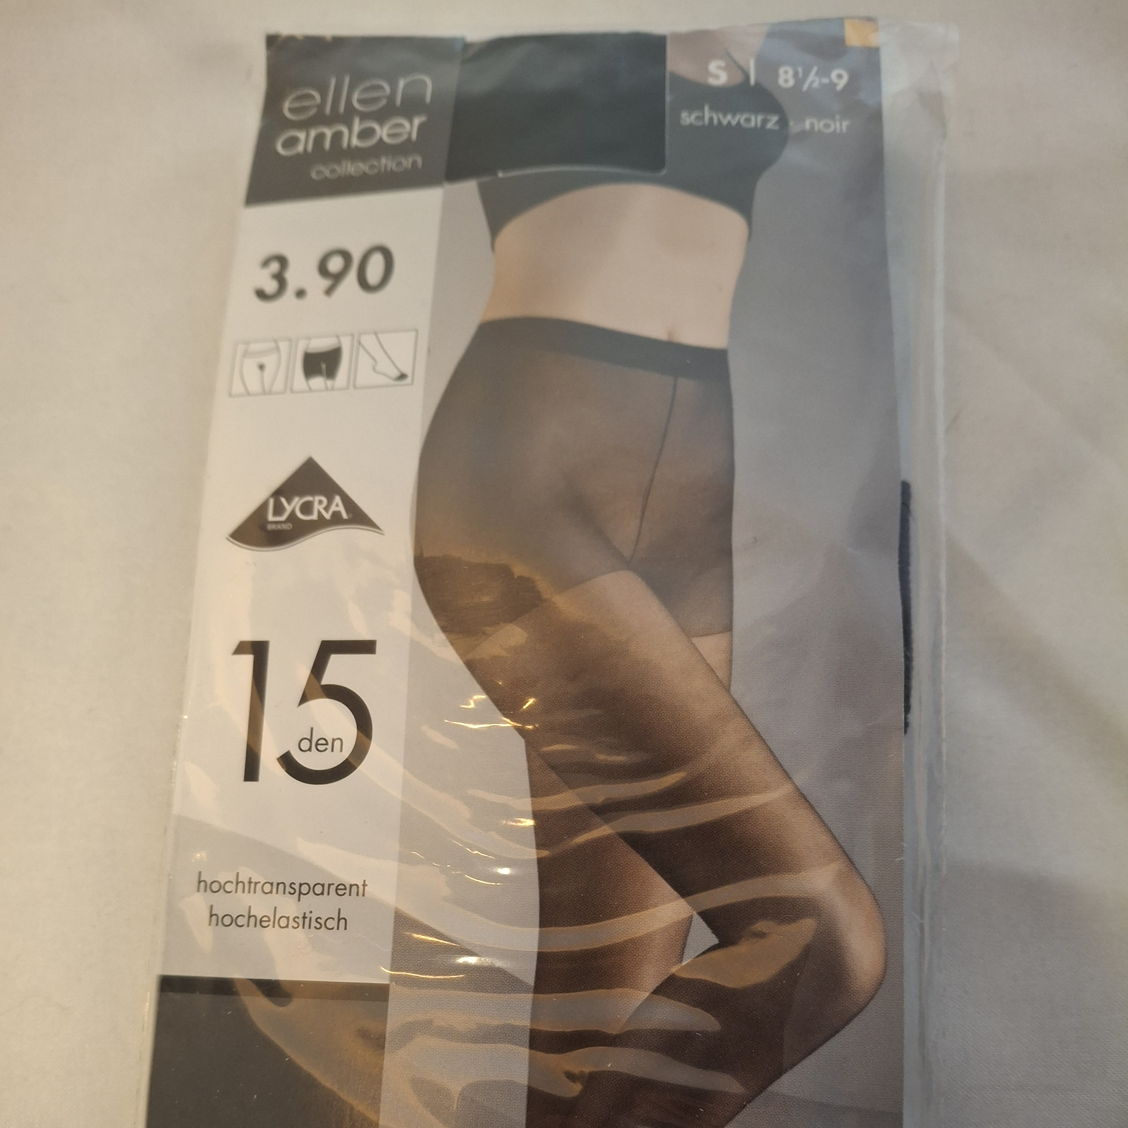 ellen
amber
collection
S | 8½-9
schwarz - noir
3.90
LYCRA
BRAND
15
den
hochtransparent
hochelastisch